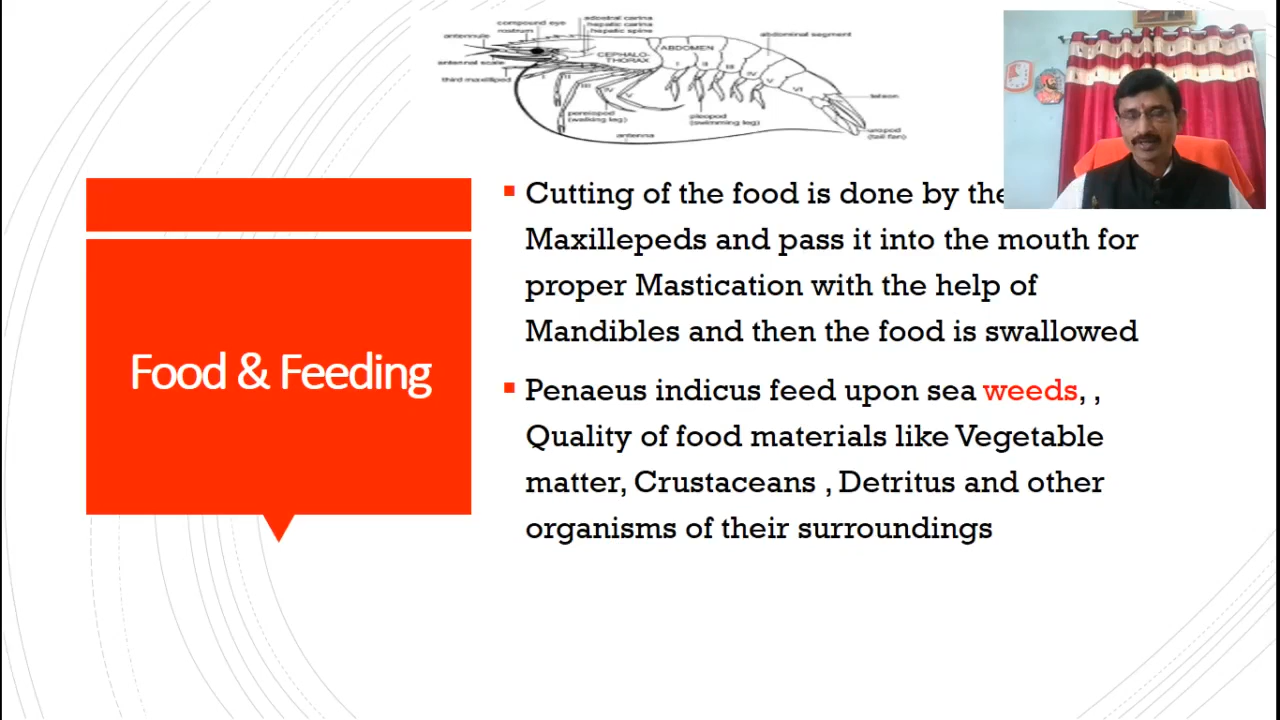 adostral carina
compound eye
hepatic carina
rostrum
hepatic spine
antennule
abdominal segment
CEPHALO-
THORAX
ABDOMEN
antennal scale
third maxilliped
I
II
III
IV
V
I
II
III
IV
V
VI
telson
pereiopod
(walking leg)
pleopod
(swimming leg)
antenna
uropod
(tail fan)
Cutting of the food is done by the
Maxillepeds and pass it into the mouth for
proper Mastication with the help of
Mandibles and then the food is swallowed
Food & Feeding
Penaeus indicus feed upon sea weeds, ,
Quality of food materials like Vegetable
matter, Crustaceans , Detritus and other
organisms of their surroundings